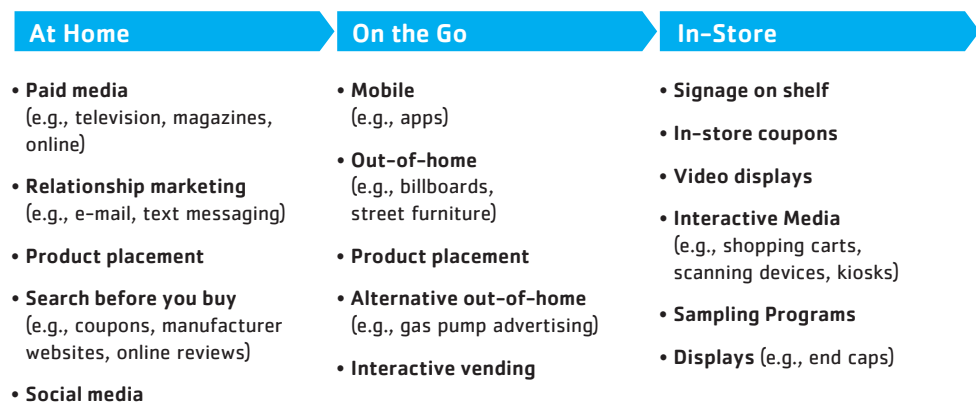 At Home
• Paid media
(e.g., television, magazines,
online)
• Relationship marketing
(e.g., e-mail, text messaging)
• Product placement
• Search before you buy
(e.g., coupons, manufacturer
websites, online reviews)
• Social media
On the Go
• Mobile
(e.g., apps)
• Out-of-home
(e.g., billboards,
street furniture)
• Product placement
• Alternative out-of-home
(e.g., gas pump advertising)
• Interactive vending
In-Store
• Signage on shelf
• In-store coupons
• Video displays
• Interactive Media
(e.g., shopping carts,
scanning devices, kiosks)
• Sampling Programs
• Displays (e.g., end caps)